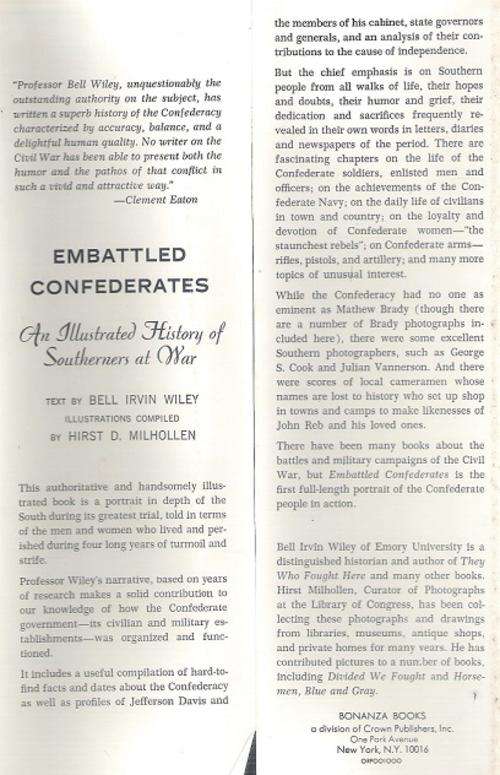 "Professor Bell Wiley, unquestionably the
outstanding authority on the subject, has
written a superb history of the Confederacy
characterized by accuracy, balance, and a
delightful human quality. No writer on the
Civil War has been able to present both the
humor and the pathos of that conflict in
such a vivid and attractive way."
—Clement Eaton
EMBATTLED
CONFEDERATES
An Illustrated History of
Southerners at War
TEXT BY BELL IRVIN WILEY
ILLUSTRATIONS COMPILED
BY HIRST D. MILHOLLEN
This authoritative and handsomely illus-
trated book is a portrait in depth of the
South during its greatest trial, told in terms
of the men and women who lived and per-
ished during four long years of turmoil and
strife.
Professor Wiley's narrative, based on years
of research makes a solid contribution to
our knowledge of how the Confederate
government—its civilian and military es-
tablishments—was organized and func-
tioned.
It includes a useful compilation of hard-to-
find facts and dates about the Confederacy
as well as profiles of Jefferson Davis and
the members of his cabinet, state governors
and generals, and an analysis of their con-
tributions to the cause of independence.
But the chief emphasis is on Southern
people from all walks of life, their hopes
and doubts, their humor and grief, their
dedication and sacrifices frequently re-
vealed in their own words in letters, diaries
and newspapers of the period. There are
fascinating chapters on the life of the
Confederate soldiers, enlisted men and
officers; on the achievements of the Con-
federate Navy; on the daily life of civilians
in town and country; on the loyalty and
devotion of Confederate women—"the
staunchest rebels"; on Confederate arms—
rifles, pistols, and artillery; and many more
topics of unusual interest.
While the Confederacy had no one as
eminent as Mathew Brady (though there
are a number of Brady photographs in-
cluded here), there were some excellent
Southern photographers, such as George
S. Cook and Julian Vannerson. And there
were scores of local cameramen whose
names are lost to history who set up shop
in towns and camps to make likenesses of
John Reb and his loved ones.
There have been many books about the
battles and military campaigns of the Civil
War, but Embattled Confederates is the
first full-length portrait of the Confederate
people in action.
Bell Irvin Wiley of Emory University is a
distinguished historian and author of They
Who Fought Here and many other books.
Hirst Milhollen, Curator of Photographs
at the Library of Congress, has been col-
lecting these photographs and drawings
from libraries, museums, antique shops,
and private homes for many years. He has
contributed pictures to a number of books,
including Divided We Fought and Horse-
men, Blue and Gray.
BONANZA BOOKS
a division of Crown Publishers, Inc.
One Park Avenue
New York, N.Y. 10016